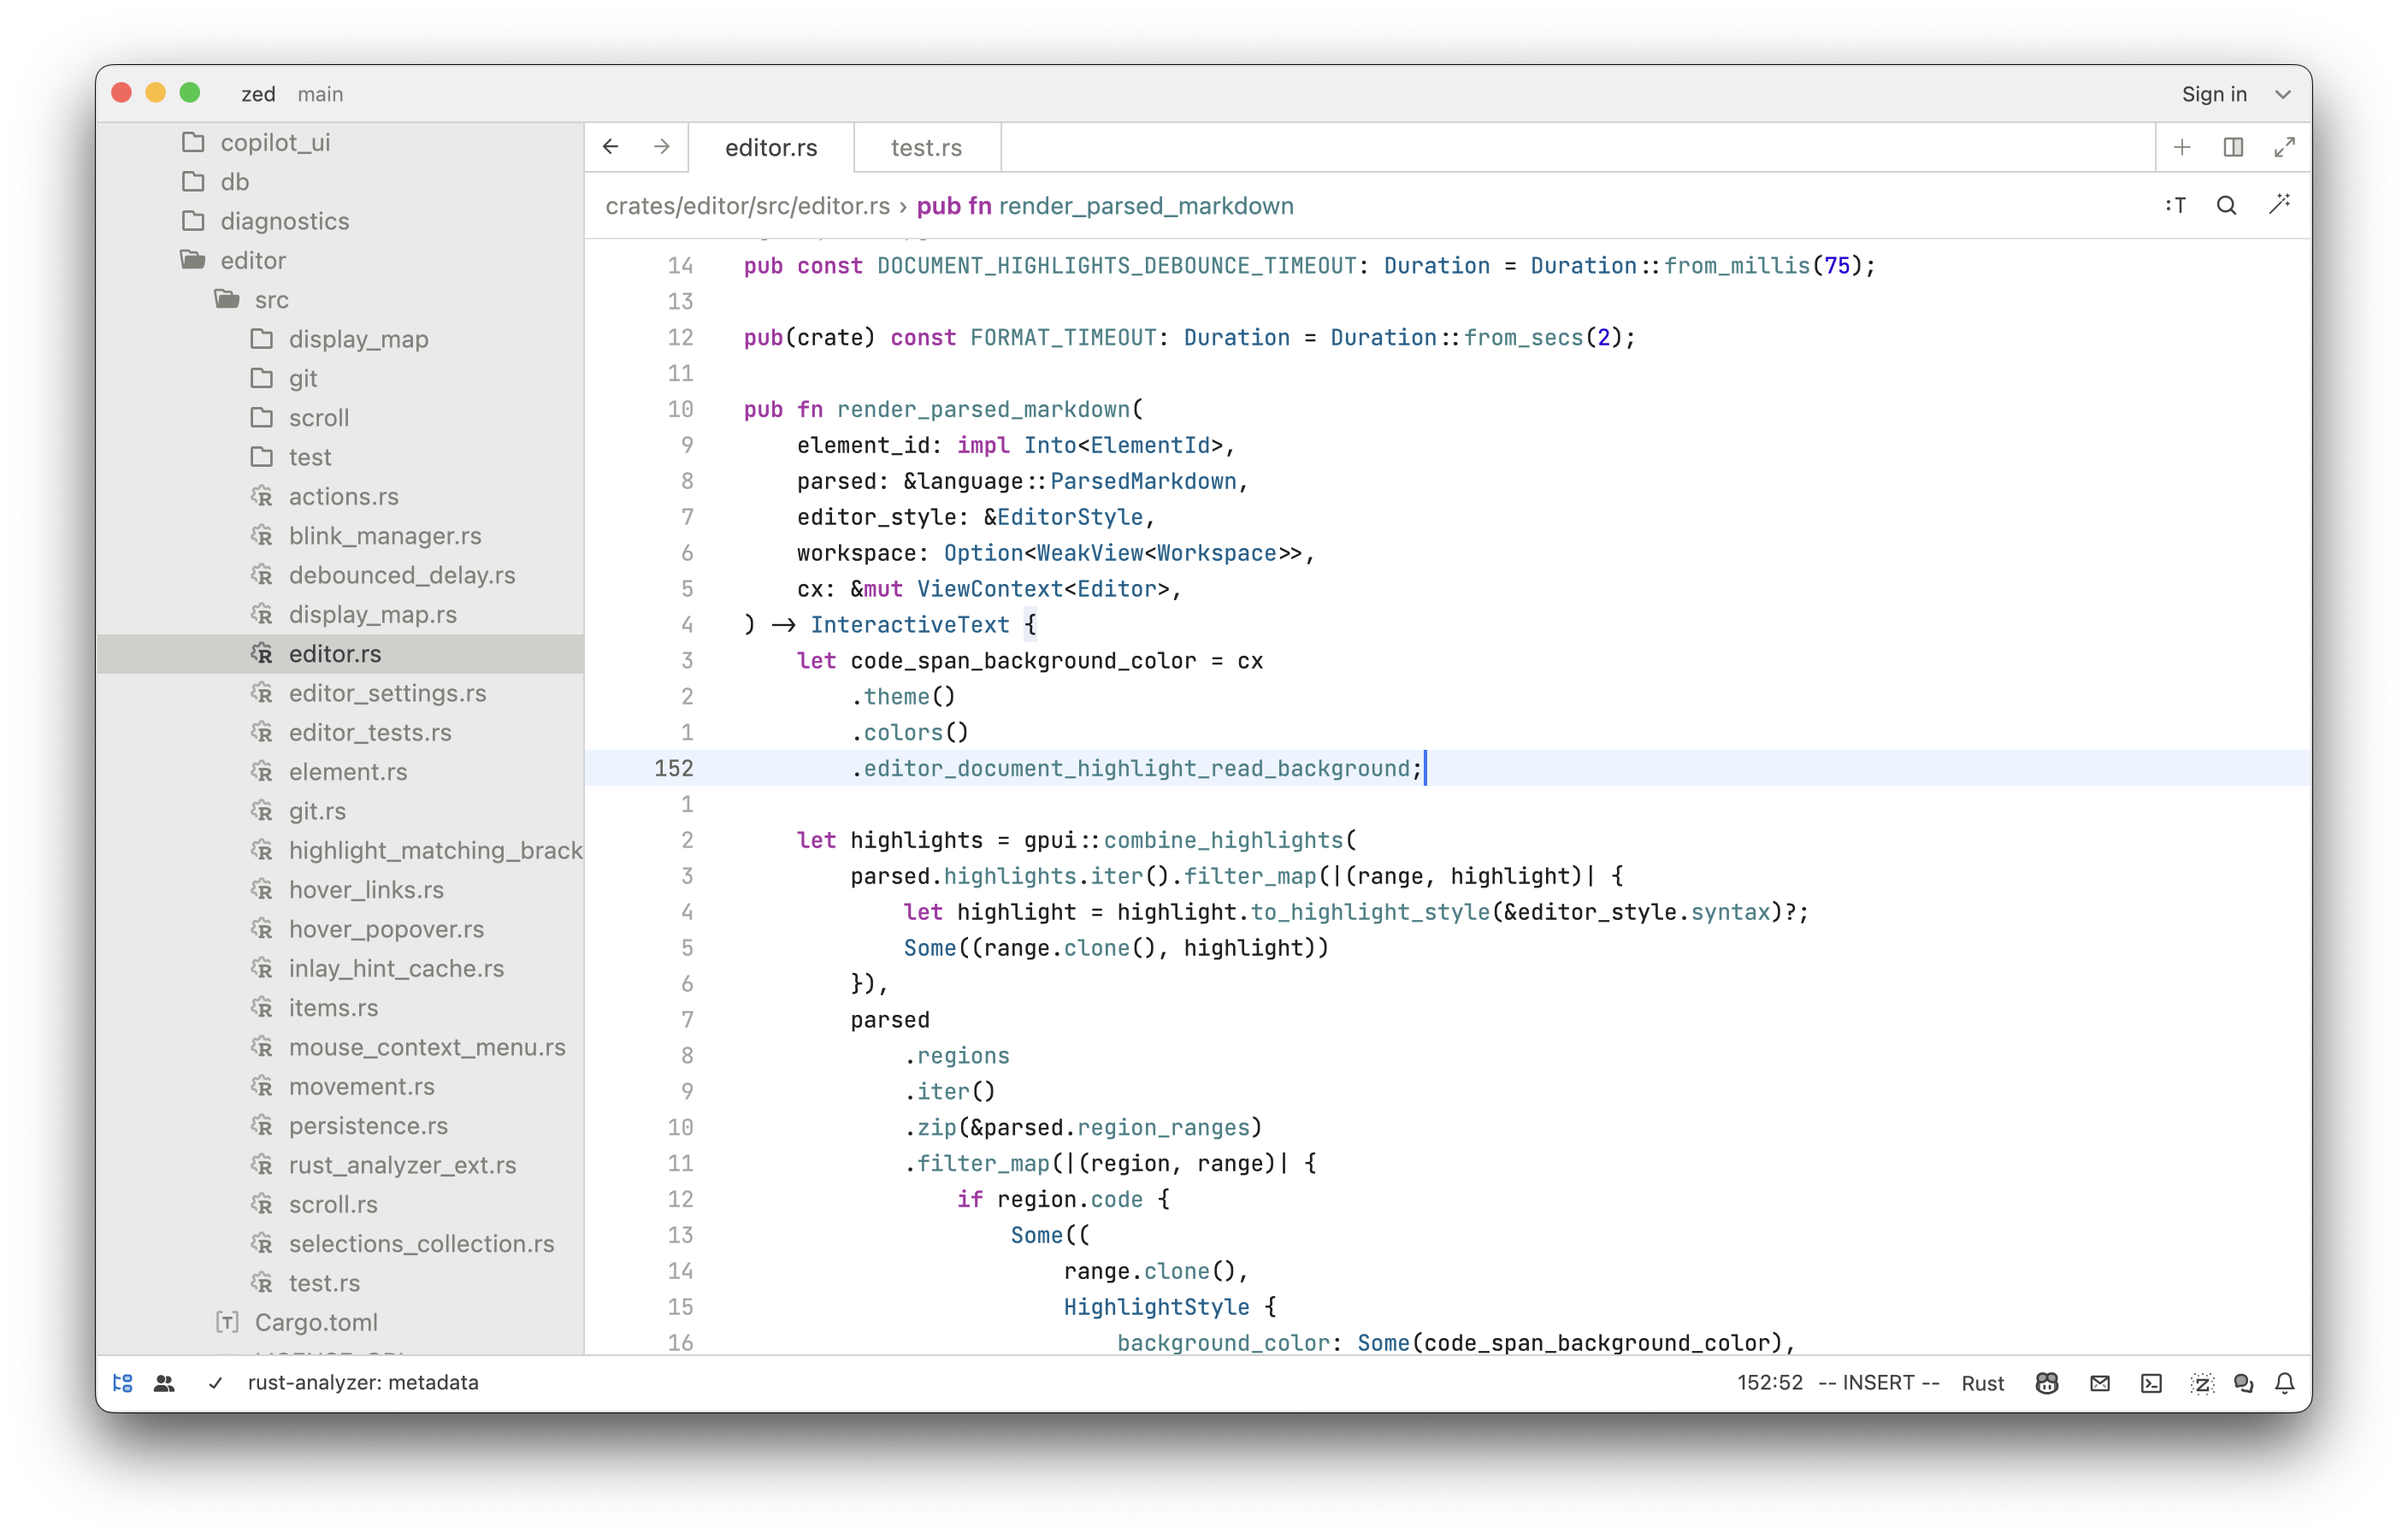 zed main
Sign in
copilot_ui
db
diagnostics
editor
src
display_map
git
scroll
test
actions.rs
blink_manager.rs
debounced_delay.rs
display_map.rs
editor.rs
editor_settings.rs
editor_tests.rs
element.rs
git.rs
highlight_matching_brack
hover_links.rs
hover_popover.rs
inlay_hint_cache.rs
items.rs
mouse_context_menu.rs
movement.rs
persistence.rs
rust_analyzer_ext.rs
scroll.rs
selections_collection.rs
test.rs
Cargo.toml
editor.rs test.rs
crates/editor/src/editor.rs › pub fn render_parsed_markdown
:T
14 pub const DOCUMENT_HIGHLIGHTS_DEBOUNCE_TIMEOUT: Duration = Duration::from_millis(75);
13
12 pub(crate) const FORMAT_TIMEOUT: Duration = Duration::from_secs(2);
11
10 pub fn render_parsed_markdown(
9 element_id: impl Into<ElementId>,
8 parsed: &language::ParsedMarkdown,
7 editor_style: &EditorStyle,
6 workspace: Option<WeakView<Workspace>>,
5 cx: &mut ViewContext<Editor>,
4 ) -> InteractiveText {
3 let code_span_background_color = cx
2 .theme()
1 .colors()
152 .editor_document_highlight_read_background;
1
2 let highlights = gpui::combine_highlights(
3 parsed.highlights.iter().filter_map(|(range, highlight)| {
4 let highlight = highlight.to_highlight_style(&editor_style.syntax)?;
5 Some((range.clone(), highlight))
6 }),
7 parsed
8 .regions
9 .iter()
10 .zip(&parsed.region_ranges)
11 .filter_map(|(region, range)| {
12 if region.code {
13 Some((
14 range.clone(),
15 HighlightStyle {
16 background_color: Some(code_span_background_color),
rust-analyzer: metadata
152:52 -- INSERT -- Rust